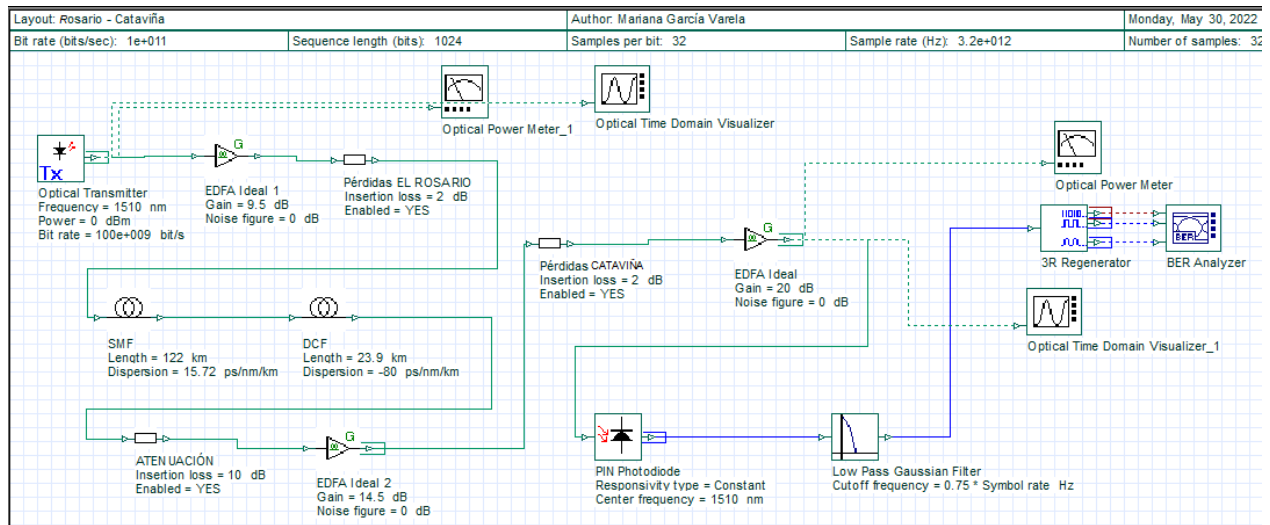 Layout: Rosario - Cataviña
Author: Mariana García Varela
Monday, May 30, 2022
Bit rate (bits/sec): 1e+011
Sequence length (bits): 1024
Samples per bit: 32
Sample rate (Hz): 3.2e+012
Number of samples: 32
Optical Power Meter_1
Optical Time Domain Visualizer
Tx
Optical Transmitter
Frequency = 1510 nm
Power = 0 dBm
Bit rate = 100e+009 bit/s
G
EDFA Ideal 1
Gain = 9.5 dB
Noise figure = 0 dB
Pérdidas EL ROSARIO
Insertion loss = 2 dB
Enabled = YES
Optical Power Meter
Pérdidas CATAVIÑA
Insertion loss = 2 dB
Enabled = YES
G
EDFA Ideal
Gain = 20 dB
Noise figure = 0 dB
3R Regenerator
BER
BER Analyzer
SMF
Length = 122 km
Dispersion = 15.72 ps/nm/km
DCF
Length = 23.9 km
Dispersion = -80 ps/nm/km
Optical Time Domain Visualizer_1
ATENUACIÓN
Insertion loss = 10 dB
Enabled = YES
G
EDFA Ideal 2
Gain = 14.5 dB
Noise figure = 0 dB
PIN Photodiode
Responsivity type = Constant
Center frequency = 1510 nm
Low Pass Gaussian Filter
Cutoff frequency = 0.75 * Symbol rate Hz